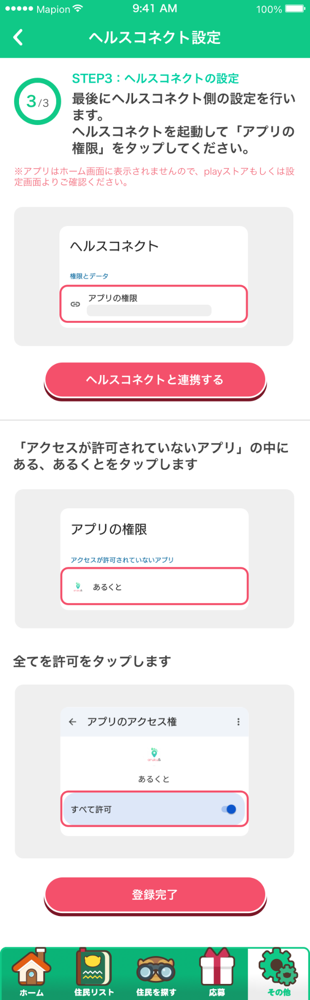 Mapion 9:41 AM 100%
ヘルスコネクト設定
3/3
STEP3：ヘルスコネクトの設定
最後にヘルスコネクト側の設定を行い
ます。
ヘルスコネクトを起動して「アプリの
権限」をタップしてください。
※アプリはホーム画面に表示されませんので、playストアもしくは設
定画面よりご確認ください。
ヘルスコネクト
権限とデータ
アプリの権限
ヘルスコネクトと連携する
「アクセスが許可されていないアプリ」の中に
ある、あるくとをタップします
アプリの権限
アクセスが許可されていないアプリ
aruku&
あるくと
全てを許可をタップします
アプリのアクセス権
aruku&
あるくと
すべて許可
登録完了
ホーム 住民リスト 住民を探す 応募 その他